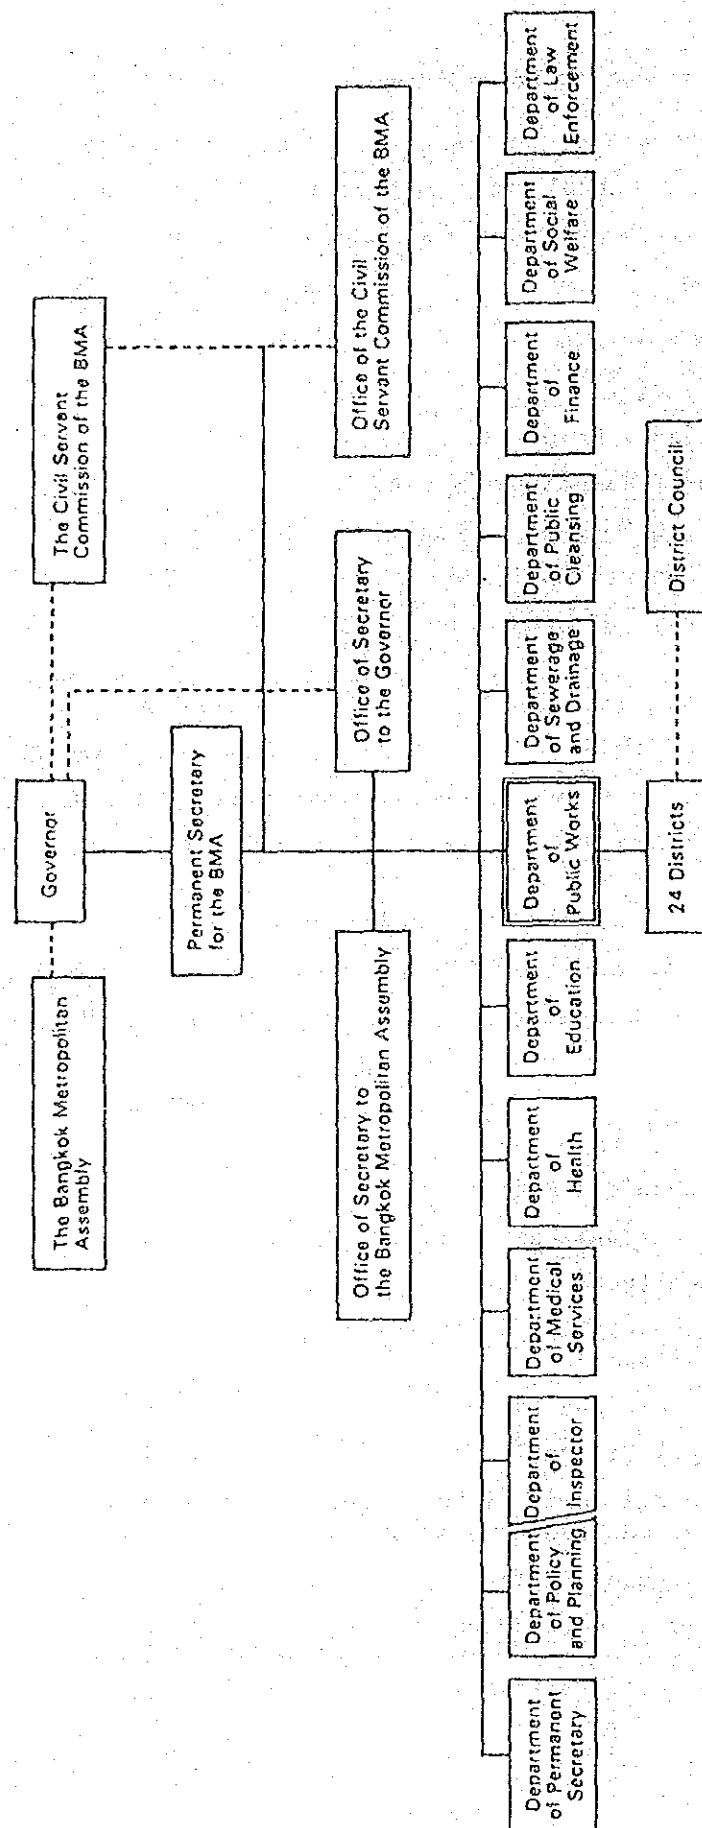 Governor
The Bangkok Metropolitan
Assembly
The Civil Servant
Commission of the BMA
Permanent Secretary
for the BMA
Office of Secretary to
the Bangkok Metropolitan Assembly
Office of Secretary
to the Governor
Office of the Civil
Servant Commission of the BMA
Department
of Permanent
Secretary
Department
of Policy
and Planning
Department
of
Inspector
Department
of Medical
Services
Department
of
Health
Department
of
Education
Department
of
Public Works
Department
of Sewerage
and Drainage
Department
of Public
Cleansing
Department
of
Finance
Department
of Social
Welfare
Department
of Law
Enforcement
24 Districts
District Council